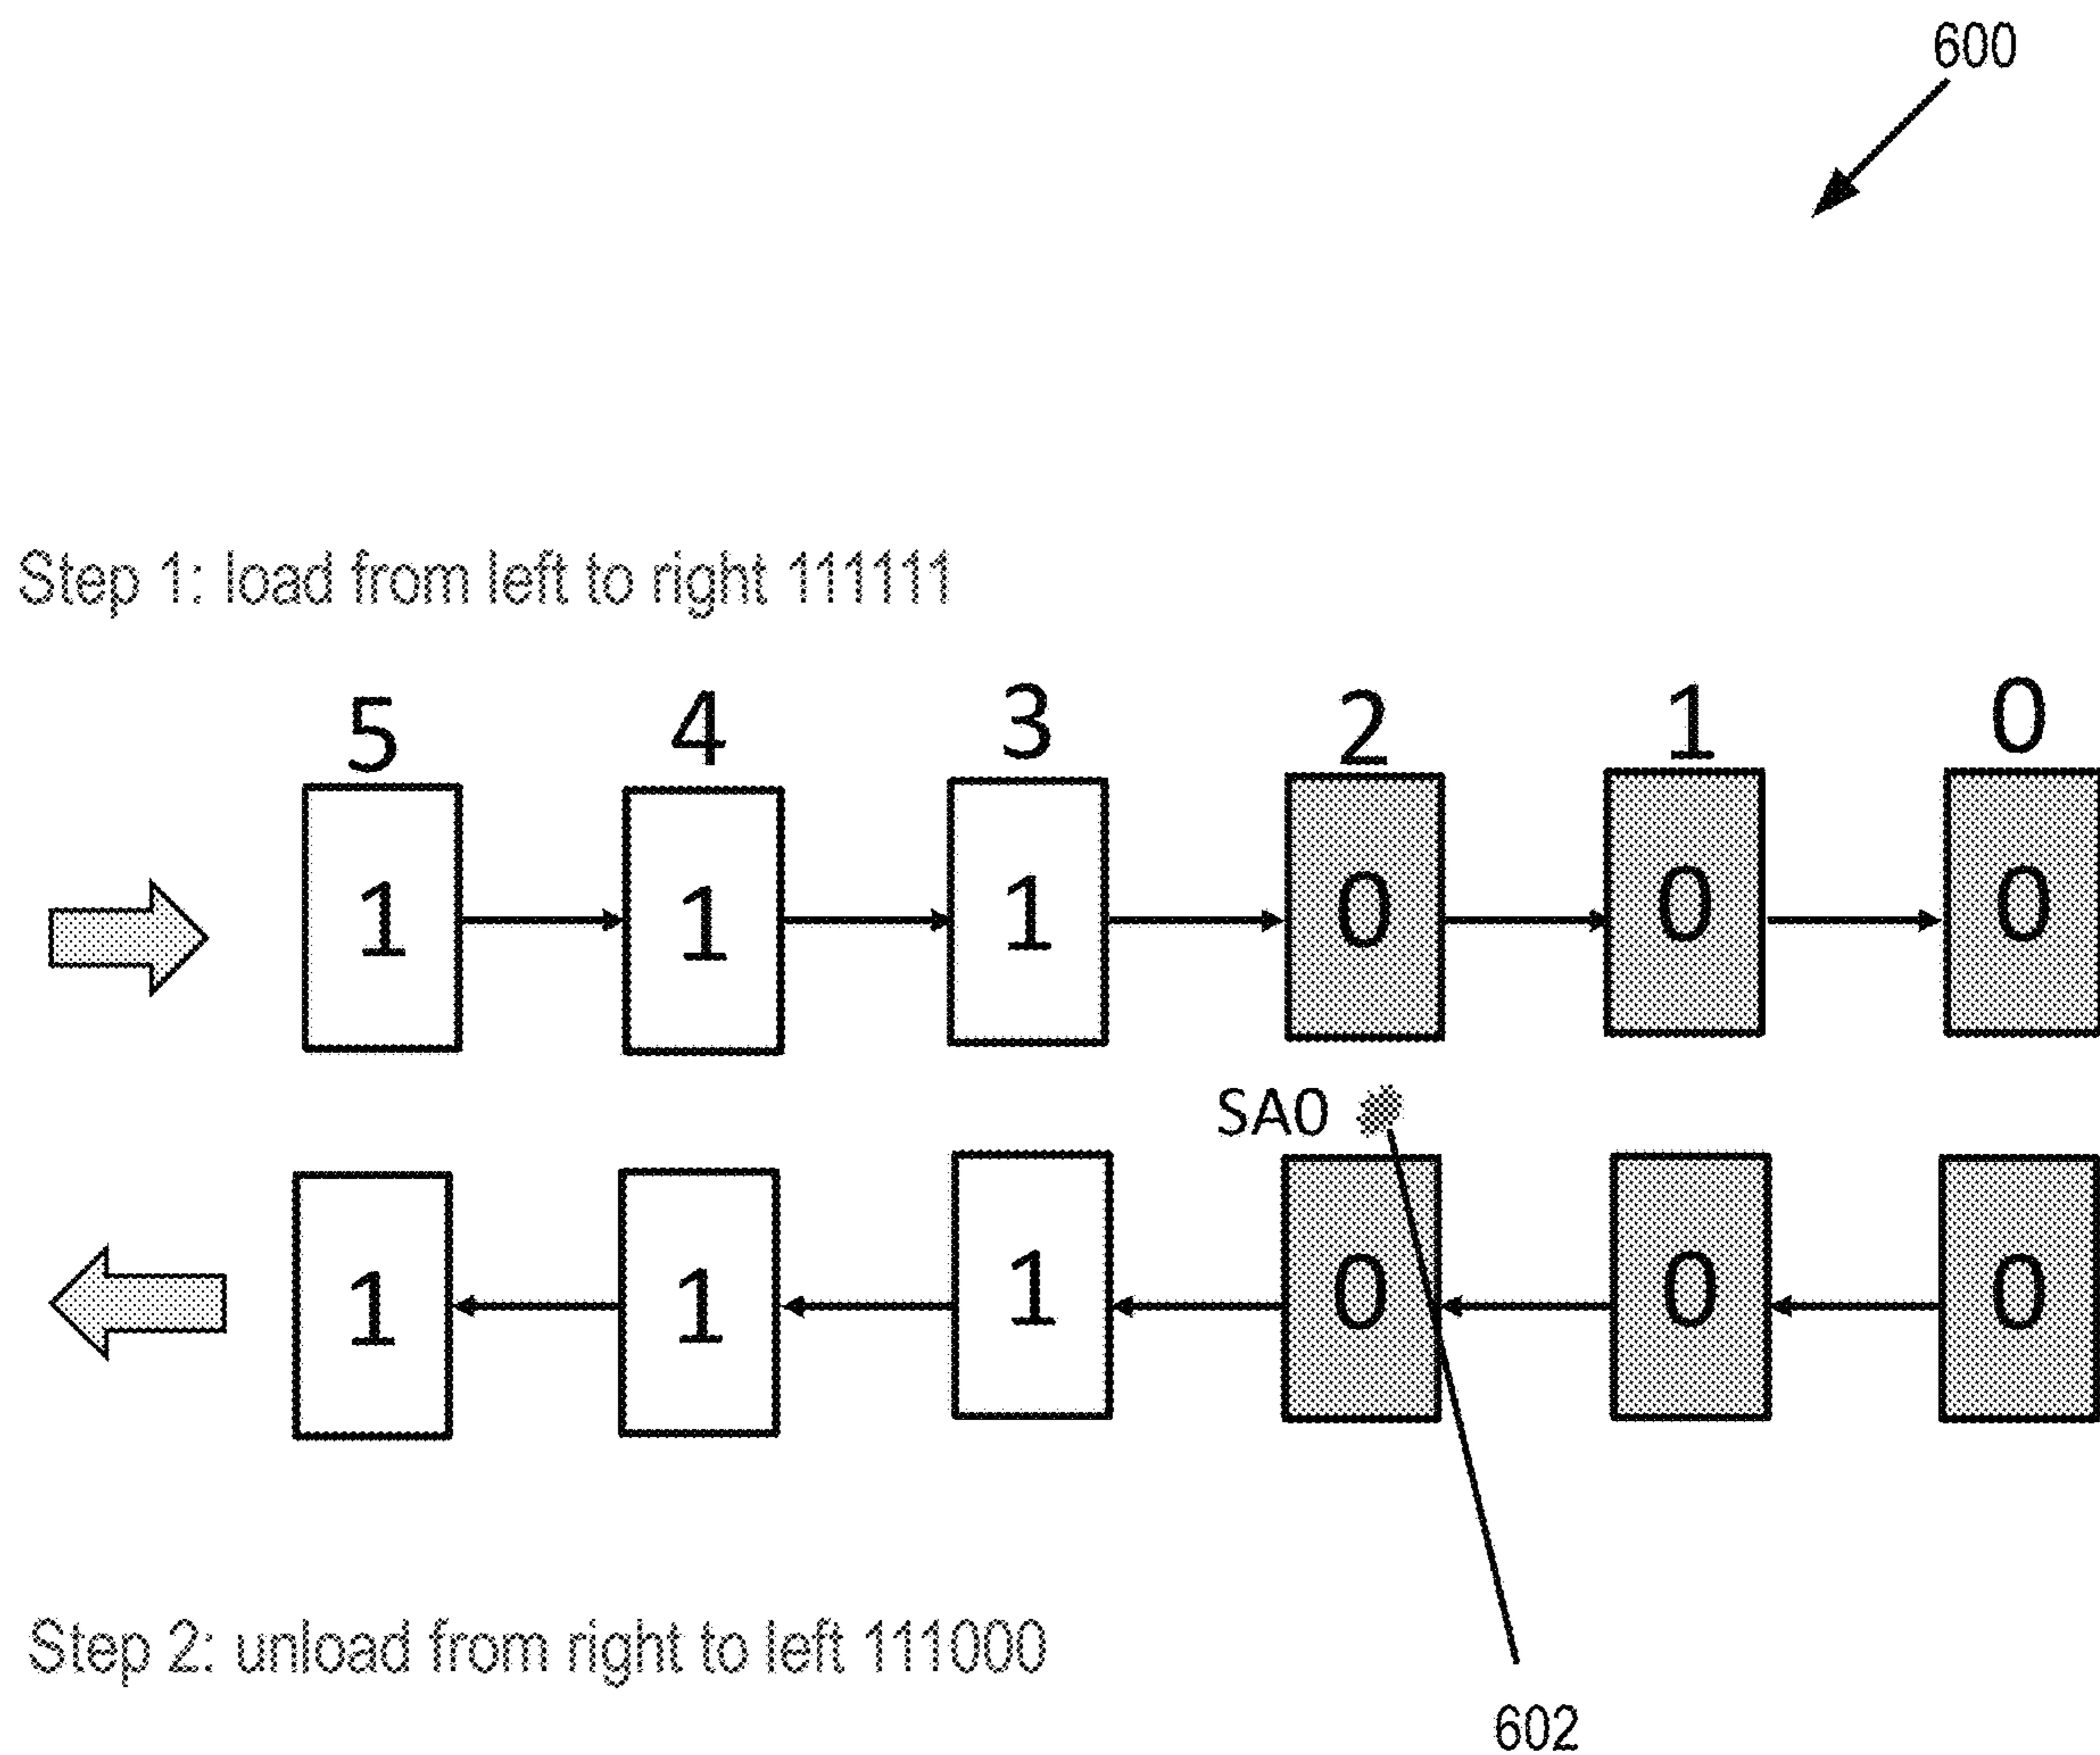 600
Step 1: load from left to right 111111
5 4 3 2 1 0
1 1 1 0 0 0
SA0
1 1 1 0 0 0
Step 2: unload from right to left 111000
602